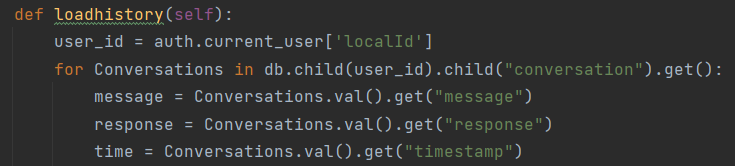 def loadhistory(self):
    user_id = auth.current_user['localId']
    for Conversations in db.child(user_id).child("conversation").get():
        message = Conversations.val().get("message")
        response = Conversations.val().get("response")
        time = Conversations.val().get("timestamp")